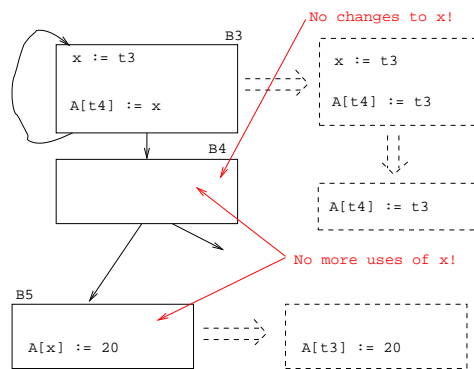 No changes to x!
B3
x := t3
A[t4] := x
x := t3
A[t4] := t3
B4
A[t4] := t3
No more uses of x!
B5
A[x] := 20
A[t3] := 20